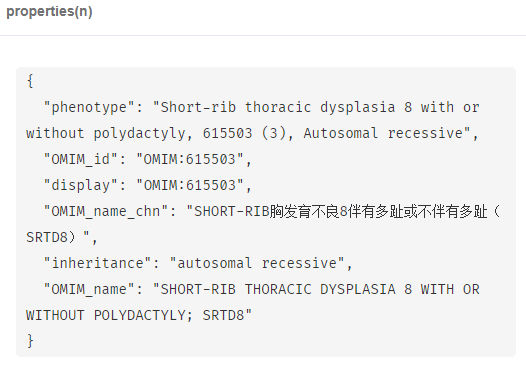 properties(n)
{
"phenotype": "Short-rib thoracic dysplasia 8 with or
without polydactyly, 615503 (3), Autosomal recessive",
"OMIM_id": "OMIM:615503",
"display": "OMIM:615503",
"OMIM_name_chn": "SHORT-RIB胸发育不良8伴有多趾或不伴有多趾（
SRTD8）",
"inheritance": "autosomal recessive",
"OMIM_name": "SHORT-RIB THORACIC DYSPLASIA 8 WITH OR
WITHOUT POLYDACTYLY; SRTD8"
}